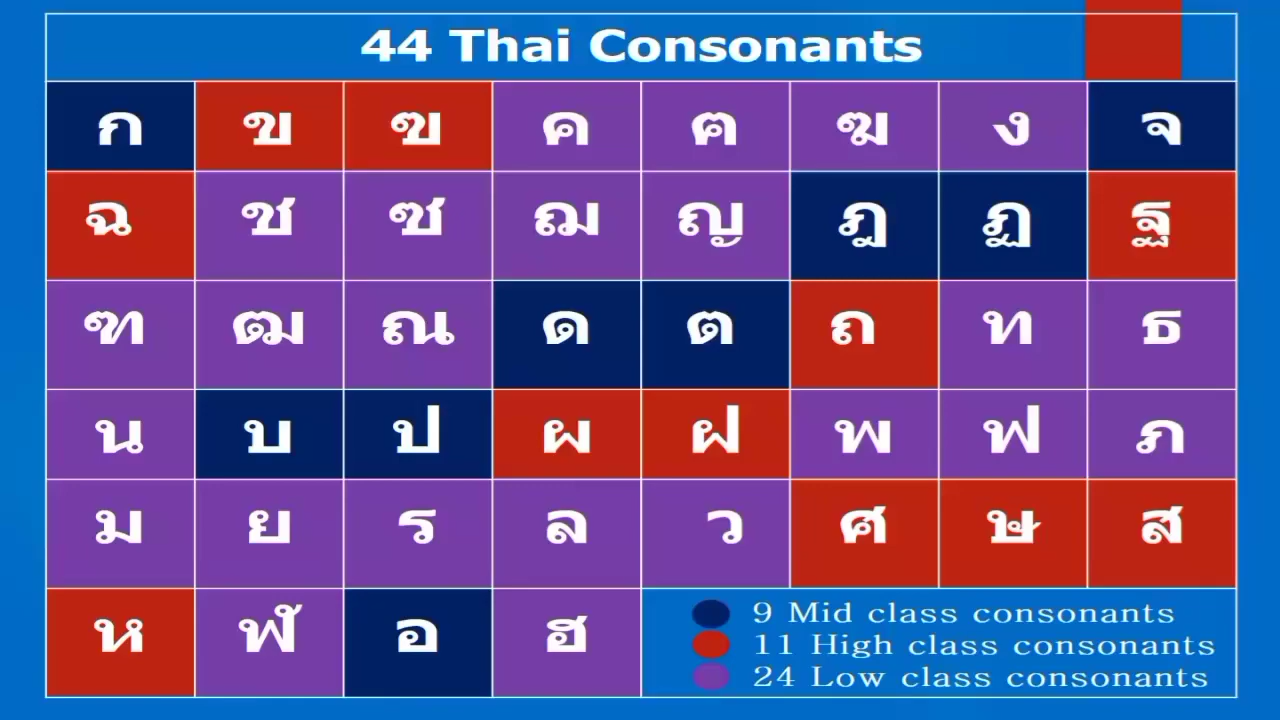 44 Thai Consonants
ก ข ฃ ค ฅ ฆ ง จ
ฉ ช ซ ฌ ญ ฎ ฏ ฐ
ฑ ฒ ณ ด ต ถ ท ธ
น บ ป ผ ฝ พ ฟ ภ
ม ย ร ล ว ศ ษ ส
ห ฬ อ ฮ
9 Mid class consonants
11 High class consonants
24 Low class consonants